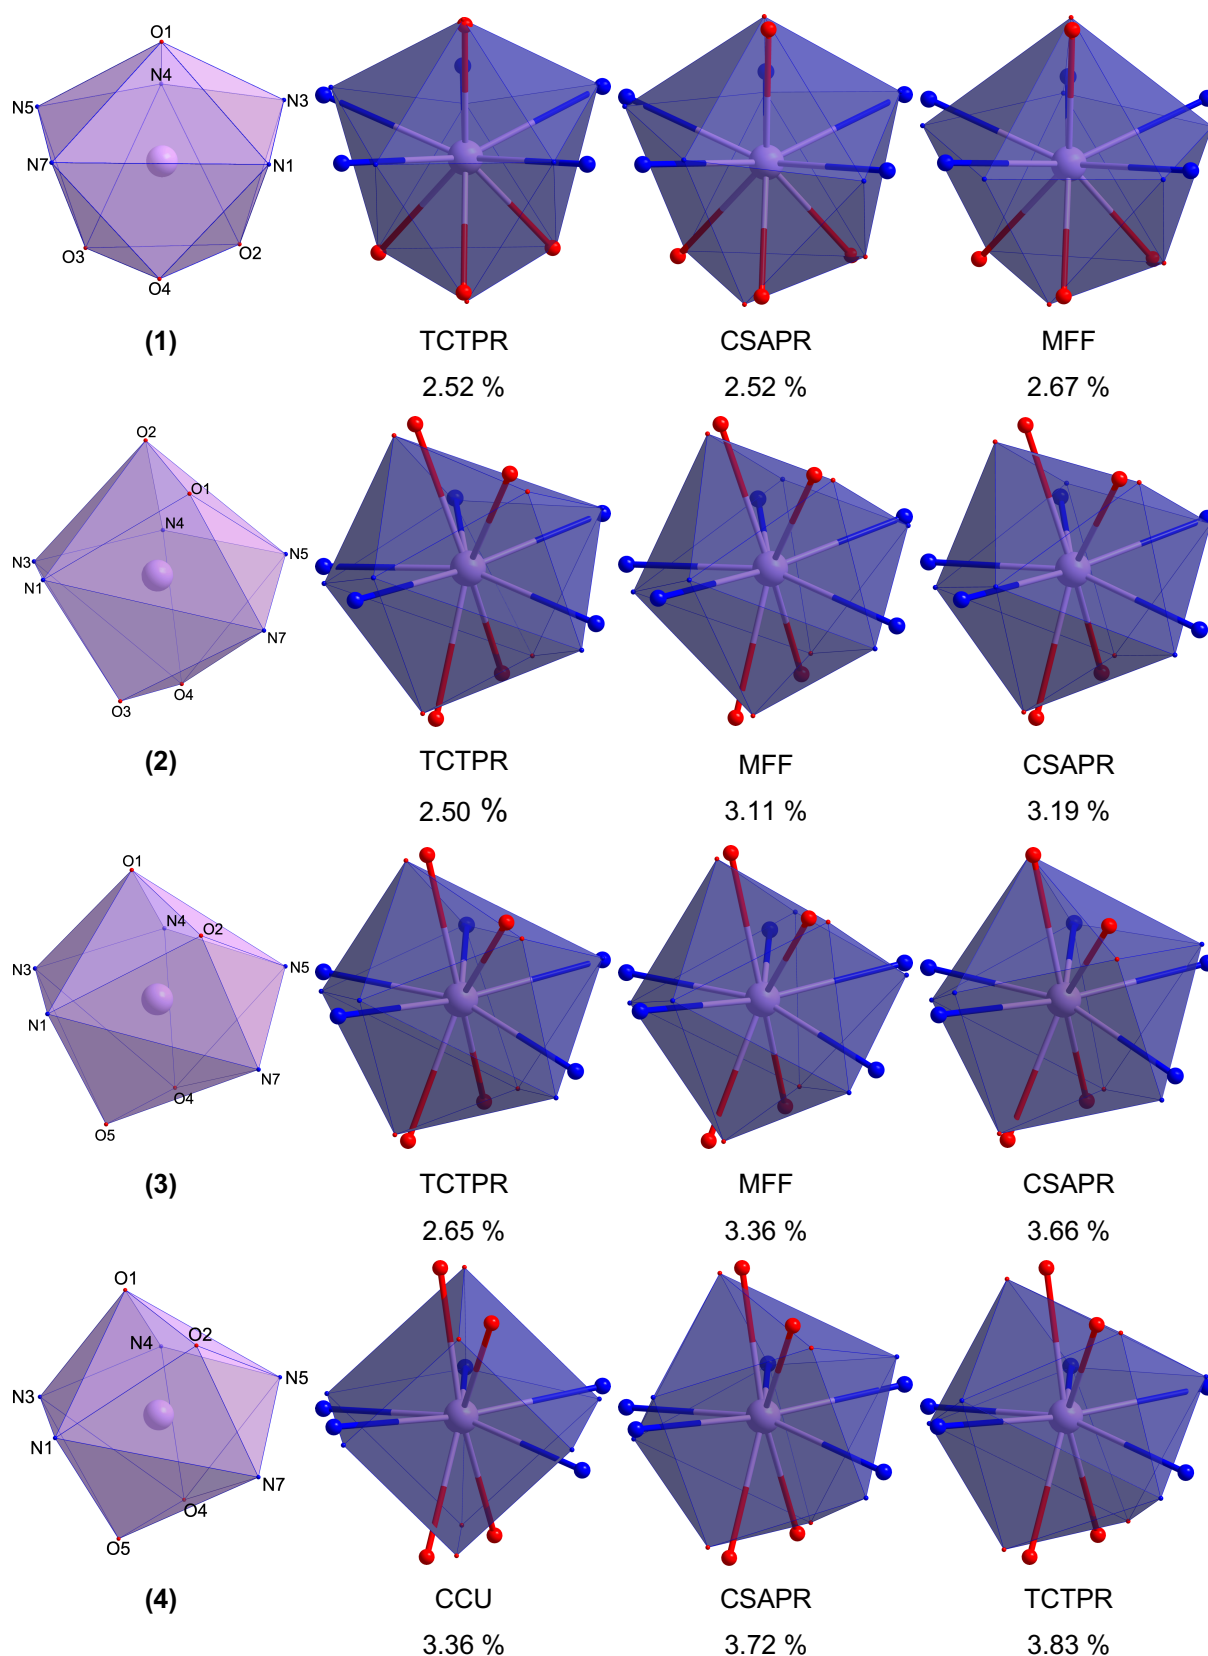 O1
N4
N5
N3
N7
N1
O3
O2
O4
(1)
TCTPR
CSAPR
MFF
2.52 %
2.52 %
2.67 %
O2
O1
N4
N3
N5
N1
N7
O4
O3
(2)
TCTPR
MFF
CSAPR
2.50 %
3.11 %
3.19 %
O1
N4
O2
N3
N5
N1
N7
O4
O5
(3)
TCTPR
MFF
CSAPR
2.65 %
3.36 %
3.66 %
O1
N4
O2
N5
N3
N1
N7
O4
O5
(4)
CCU
CSAPR
TCTPR
3.36 %
3.72 %
3.83 %